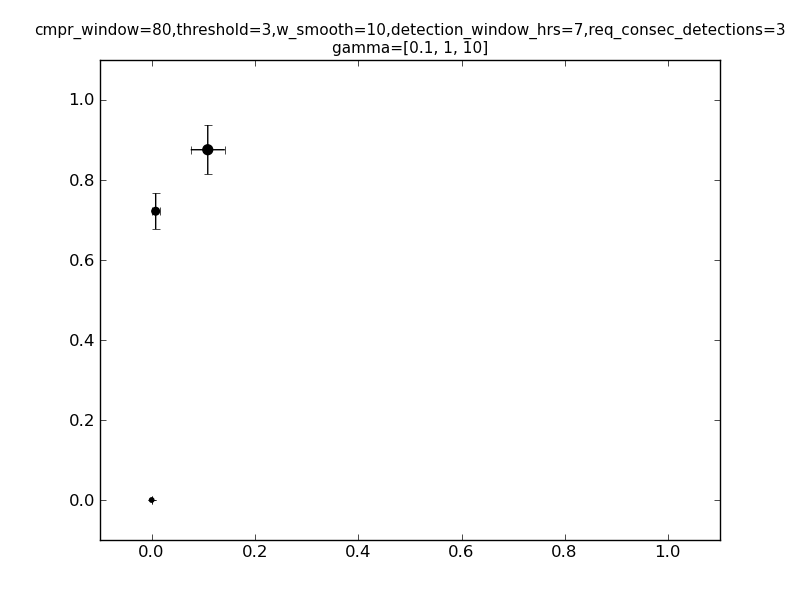 cmpr_window=80,threshold=3,w_smooth=10,detection_window_hrs=7,req_consec_detections=3
gamma=[0.1, 1, 10]
1.0
0.8
0.6
0.4
0.2
0.0
0.0 0.2 0.4 0.6 0.8 1.0